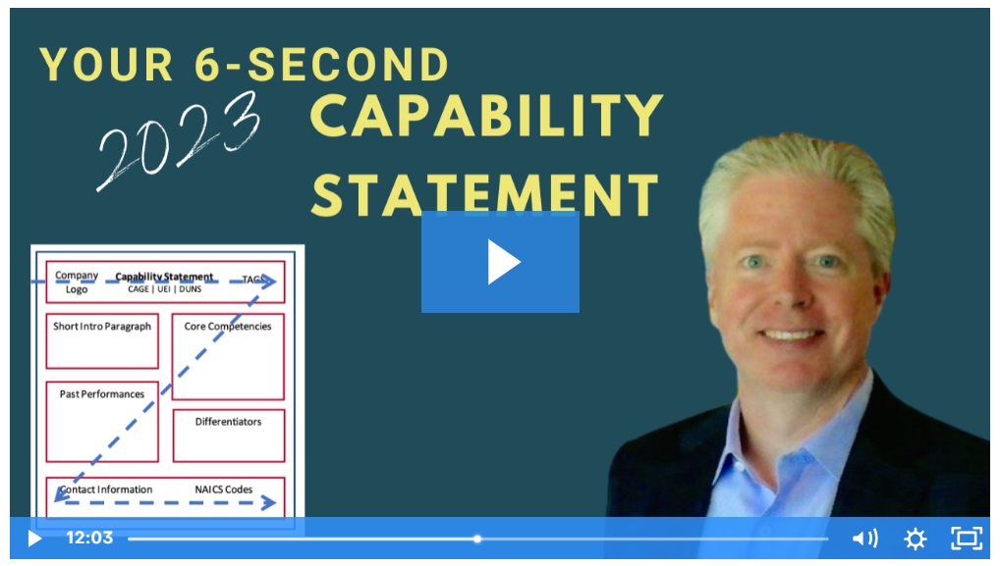 YOUR 6-SECOND
2023
CAPABILITY
STATEMENT
Company
Logo
Capability Statement
CAGE | UEI | DUNS
TAGS
Short Intro Paragraph
Core Competencies
Past Performances
Differentiators
Contact Information
NAICS Codes
12:03